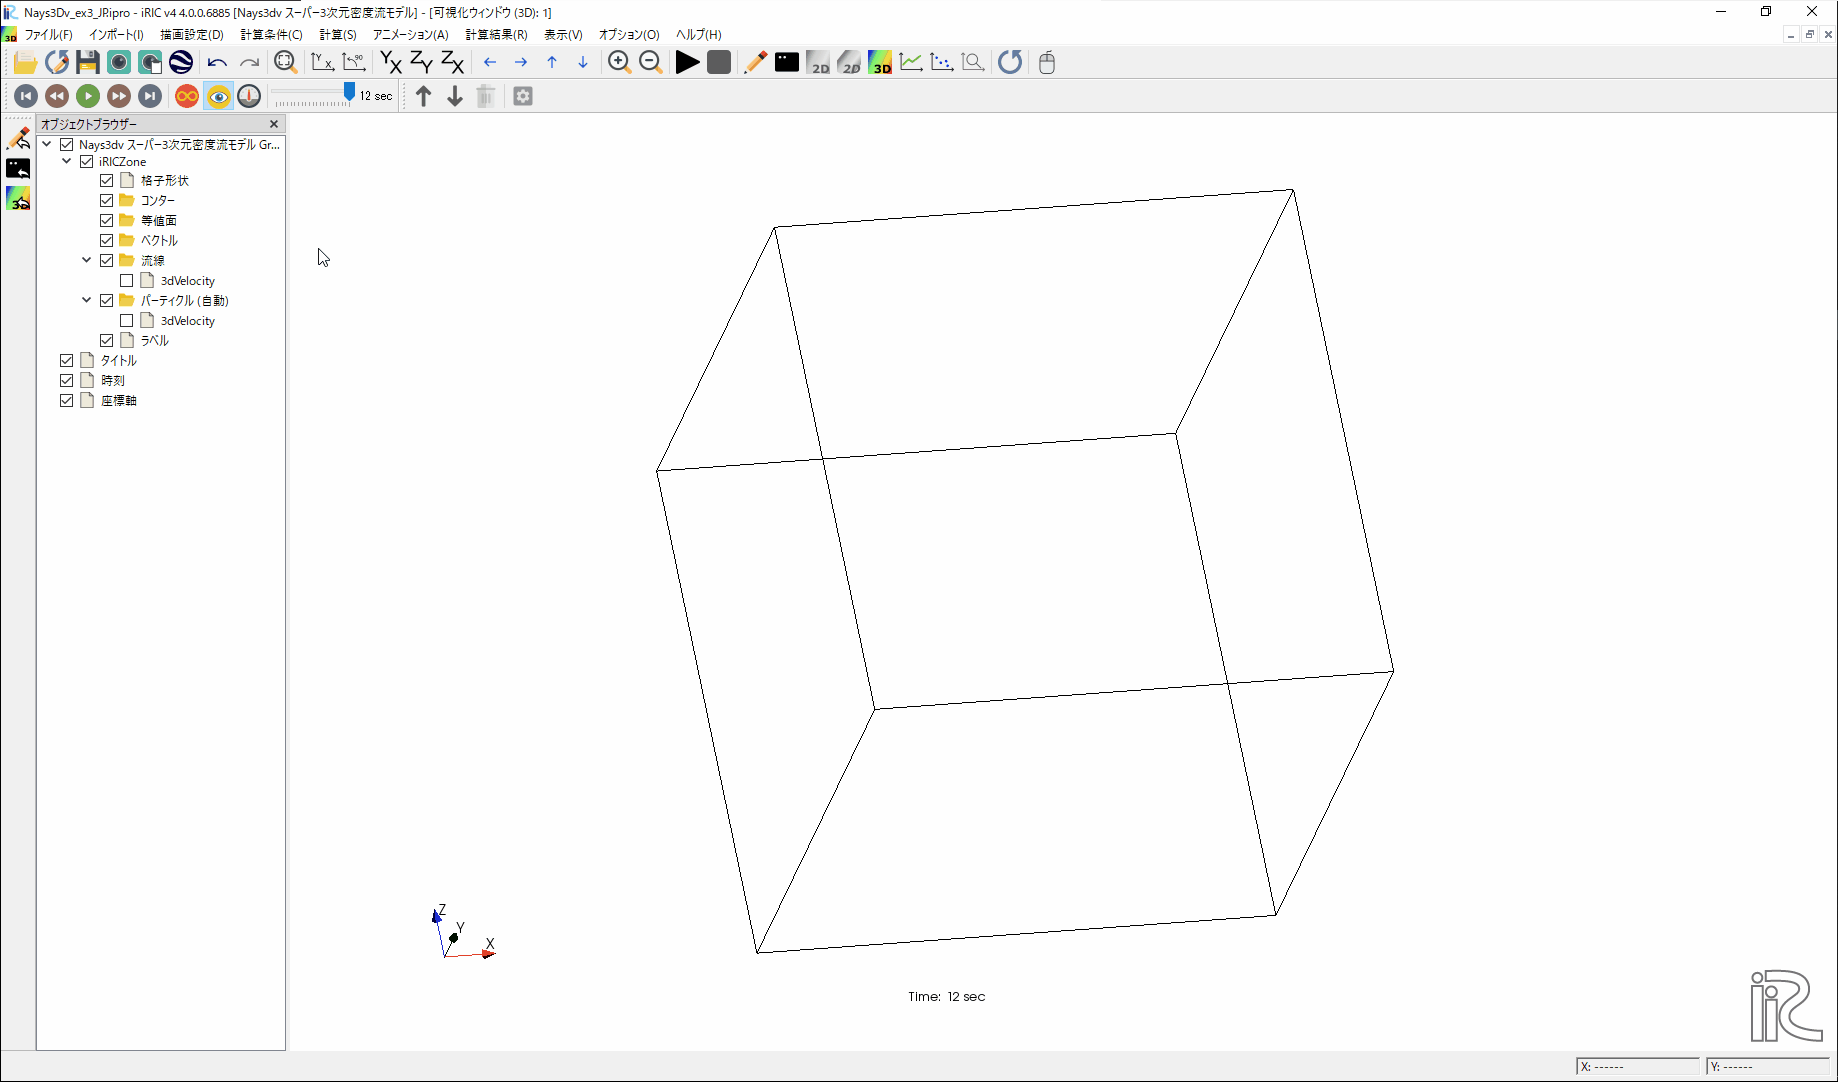 Nays3Dv_ex3_JP.ipro - iRIC v4 4.0.0.6885 [Nays3dv スーパー3次元密度流モデル] - [可視化ウィンドウ (3D): 1]
ファイル(F) インポート(I) 描画設定(D) 計算条件(C) 計算(S) アニメーション(A) 計算結果(R) 表示(V) オプション(O) ヘルプ(H)
YX ZY ZX 2D 2D 3D
12 sec
オブジェクトブラウザー
Nays3dv スーパー3次元密度流モデル Gr...
iRICZone
格子形状
コンター
等値面
ベクトル
流線
3dVelocity
パーティクル (自動)
3dVelocity
ラベル
タイトル
時刻
座標軸
Z
Y
X
Time: 12 sec
iRIC
X: ------ Y: ------